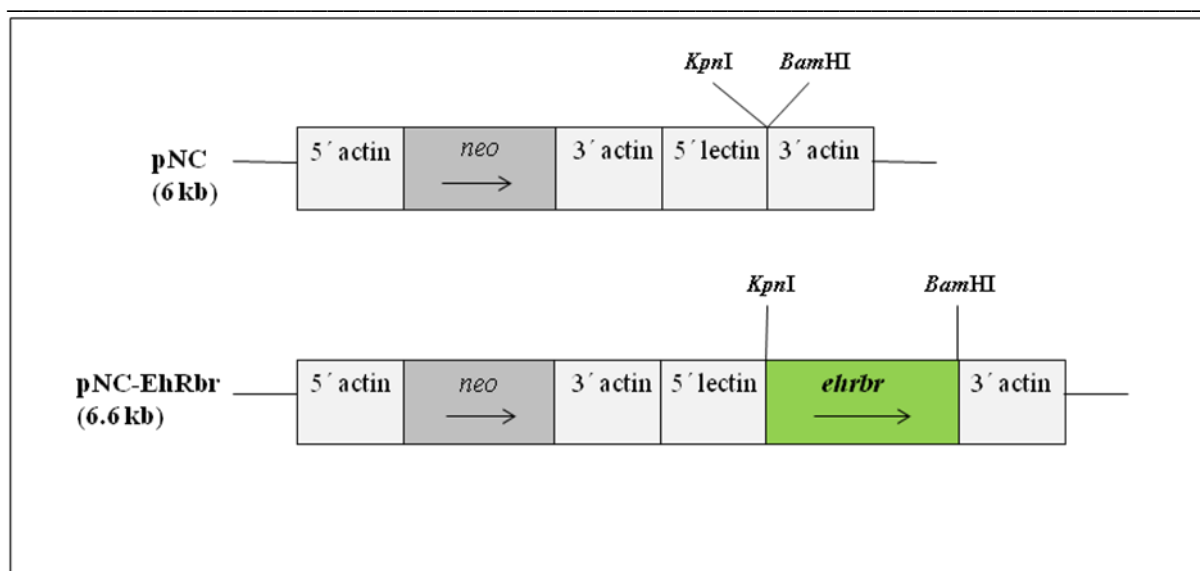 KpnI BamHI
pNC
(6 kb)
5´ actin neo 3´ actin 5´ lectin 3´ actin
KpnI BamHI
pNC-EhRbr
(6.6 kb)
5´ actin neo 3´ actin 5´ lectin ehrbr 3´ actin